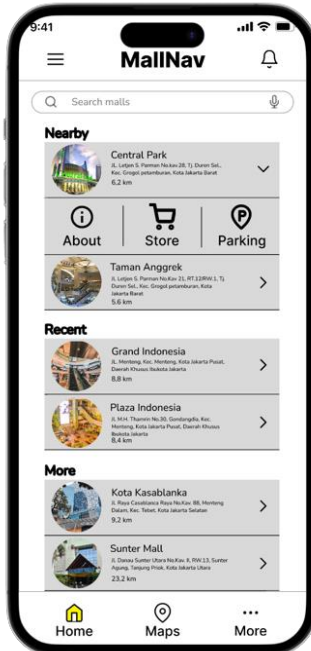 9:41
MallNav
Search malls
Nearby
Central Park
JL. Letjen S. Parman No.kav 28, Tj. Duren Sel.,
Kec. Grogol petamburan, Kota Jakarta Barat
6,2 km
About
Store
Parking
Taman Anggrek
Jl. Letjen S. Parman No.Kav 21, RT.12/RW.1, Tj.
Duren Sel., Kec. Grogol petamburan, Kota
Jakarta Barat
5.6 km
Recent
Grand Indonesia
JL. Menteng, Kec. Menteng, Kota Jakarta Pusat,
Daerah Khusus Ibukota Jakarta
8,8 km
Plaza Indonesia
Jl. M.H. Thamrin No.30, Gondangdia, Kec.
Menteng, Kota Jakarta Pusat, Daerah Khusus
Ibukota Jakarta
8,4 km
More
Kota Kasablanka
Jl. Raya Casablanca Raya No.Kav. 88, Menteng
Dalam, Kec. Tebet, Kota Jakarta Selatan
9,2 km
Sunter Mall
Jl. Danau Sunter Utara No.Kav. X, RW.13, Sunter
Agung, Tanjung Priok, Kota Jakarta Utara
23,2 km
Home
Maps
More